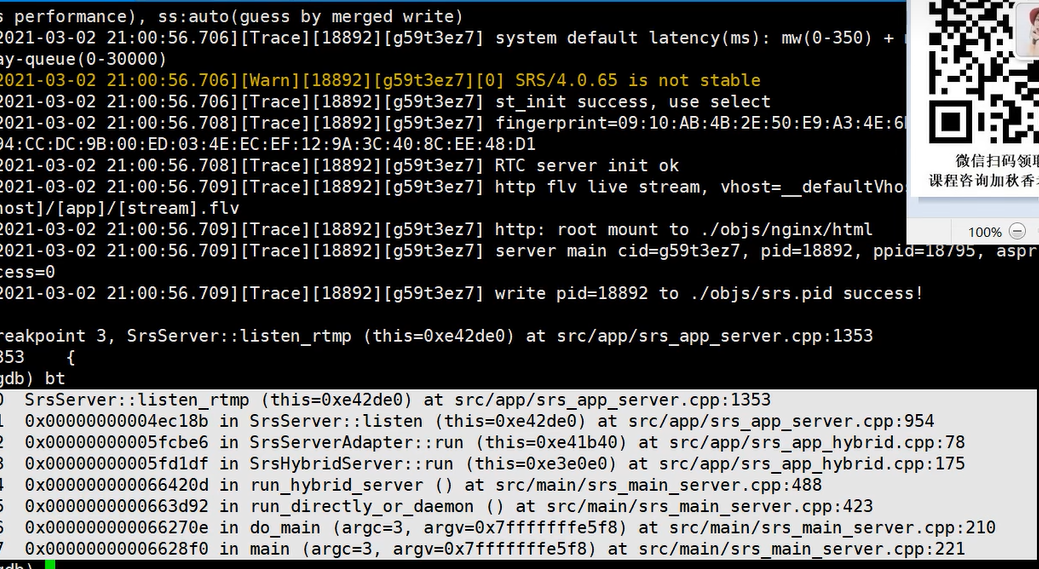 s performance), ss:auto(guess by merged write)
2021-03-02 21:00:56.706][Trace][18892][g59t3ez7] system default latency(ms): mw(0-350) +
ay-queue(0-30000)
2021-03-02 21:00:56.706][Warn][18892][g59t3ez7][0] SRS/4.0.65 is not stable
2021-03-02 21:00:56.706][Trace][18892][g59t3ez7] st_init success, use select
2021-03-02 21:00:56.708][Trace][18892][g59t3ez7] fingerprint=09:10:AB:4B:2E:50:E9:A3:4E:6
94:CC:DC:9B:00:ED:03:4E:EC:EF:12:9A:3C:40:8C:EE:48:D1
2021-03-02 21:00:56.708][Trace][18892][g59t3ez7] RTC server init ok
2021-03-02 21:00:56.709][Trace][18892][g59t3ez7] http flv live stream, vhost=__defaultVho
host]/[app]/[stream].flv
2021-03-02 21:00:56.709][Trace][18892][g59t3ez7] http: root mount to ./objs/nginx/html
2021-03-02 21:00:56.709][Trace][18892][g59t3ez7] server main cid=g59t3ez7, pid=18892, ppid=18795, aspr
cess=0
2021-03-02 21:00:56.709][Trace][18892][g59t3ez7] write pid=18892 to ./objs/srs.pid success!
reakpoint 3, SrsServer::listen_rtmp (this=0xe42de0) at src/app/srs_app_server.cpp:1353
353 {
gdb) bt
0 SrsServer::listen_rtmp (this=0xe42de0) at src/app/srs_app_server.cpp:1353
1 0x00000000004ec18b in SrsServer::listen (this=0xe42de0) at src/app/srs_app_server.cpp:954
2 0x00000000005fcbe6 in SrsServerAdapter::run (this=0xe41b40) at src/app/srs_app_hybrid.cpp:78
3 0x00000000005fd1df in SrsHybridServer::run (this=0xe3e0e0) at src/app/srs_app_hybrid.cpp:175
4 0x000000000066420d in run_hybrid_server () at src/main/srs_main_server.cpp:488
5 0x0000000000663d92 in run_directly_or_daemon () at src/main/srs_main_server.cpp:423
6 0x000000000066270e in do_main (argc=3, argv=0x7fffffffe5f8) at src/main/srs_main_server.cpp:210
7 0x00000000006628f0 in main (argc=3, argv=0x7fffffffe5f8) at src/main/srs_main_server.cpp:221
gdb)
微信扫码领取
课程咨询加秋香
100%